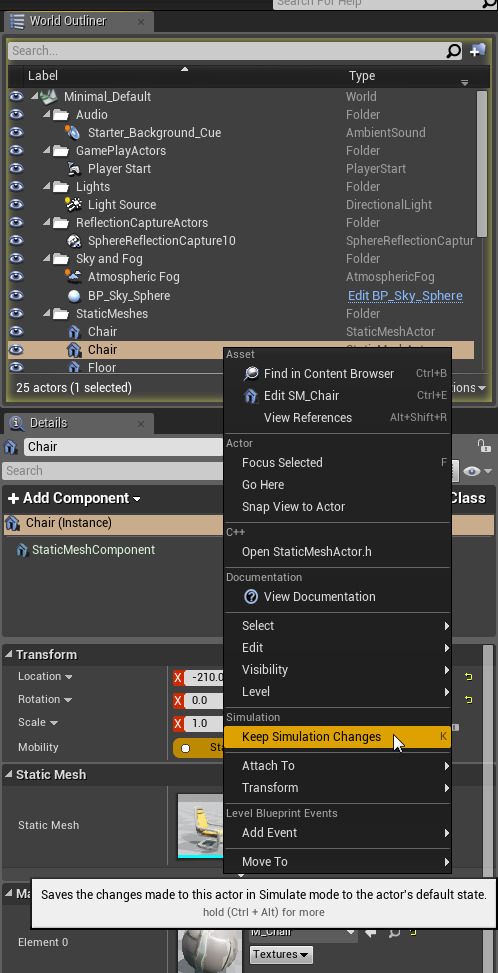 Search For Help
World Outliner
Search...
Label Type
Minimal_Default World
Audio Folder
Starter_Background_Cue AmbientSound
GamePlayActors Folder
Player Start PlayerStart
Lights Folder
Light Source DirectionalLight
ReflectionCaptureActors Folder
SphereReflectionCapture10 SphereReflectionCaptur
Sky and Fog Folder
Atmospheric Fog AtmosphericFog
BP_Sky_Sphere Edit BP_Sky_Sphere
StaticMeshes Folder
Chair StaticMeshActor
Chair
Floor
25 actors (1 selected)
Asset
Find in Content Browser Ctrl+B
Edit SM_Chair Ctrl+E
View References Alt+Shift+R
Actor
Focus Selected F
Go Here
Snap View to Actor
C++
Open StaticMeshActor.h
Documentation
View Documentation
Select
Edit
Visibility
Level
Simulation
Keep Simulation Changes K
Attach To
Transform
Level Blueprint Events
Add Event
Move To
Details
Chair
Search
+ Add Component Class
Chair (Instance)
StaticMeshComponent
Transform
Location X -210.0
Rotation X 0.0
Scale X 1.0
Mobility Sta
Static Mesh
Static Mesh
Saves the changes made to this actor in Simulate mode to the actor's default state.
hold (Ctrl + Alt) for more
Element 0 M_Chair
Textures